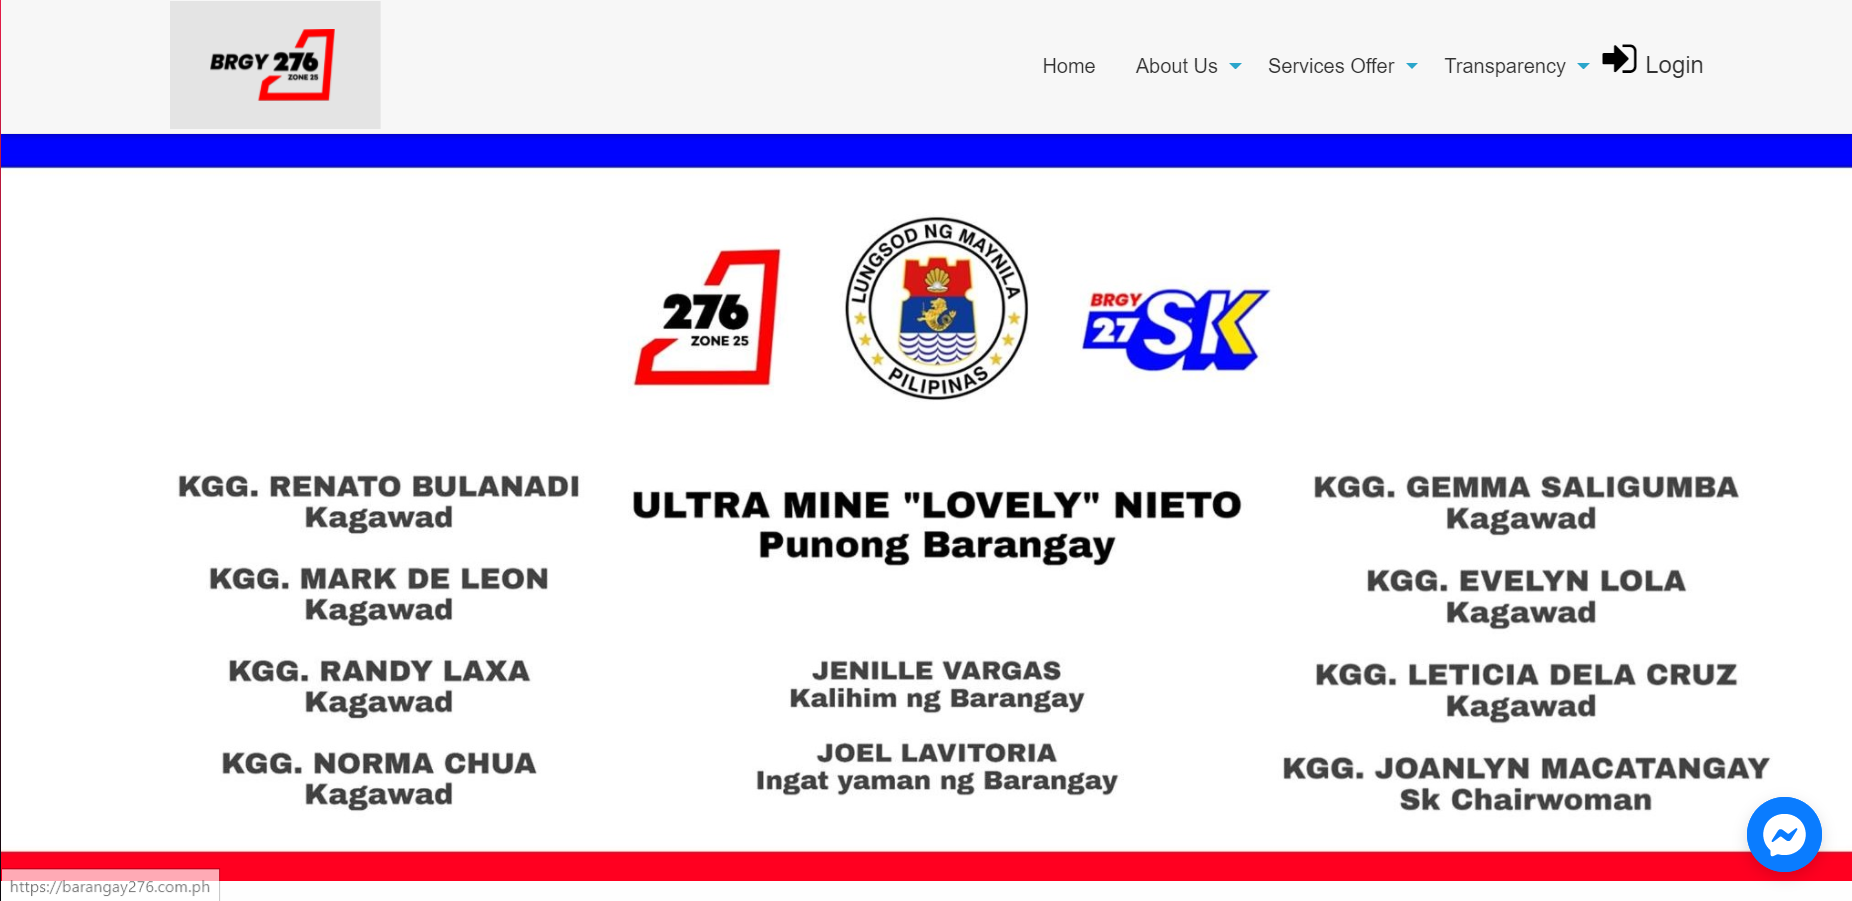 BRGY 276
ZONE 25
Home
About Us
Services Offer
Transparency
Login
276
ZONE 25
LUNGSOD NG MAYNILA
PILIPINAS
BRGY
27
SK
KGG. RENATO BULANADI
Kagawad
KGG. MARK DE LEON
Kagawad
KGG. RANDY LAXA
Kagawad
KGG. NORMA CHUA
Kagawad
ULTRA MINE "LOVELY" NIETO
Punong Barangay
JENILLE VARGAS
Kalihim ng Barangay
JOEL LAVITORIA
Ingat yaman ng Barangay
KGG. GEMMA SALIGUMBA
Kagawad
KGG. EVELYN LOLA
Kagawad
KGG. LETICIA DELA CRUZ
Kagawad
KGG. JOANLYN MACATANGAY
Sk Chairwoman
https://barangay276.com.ph